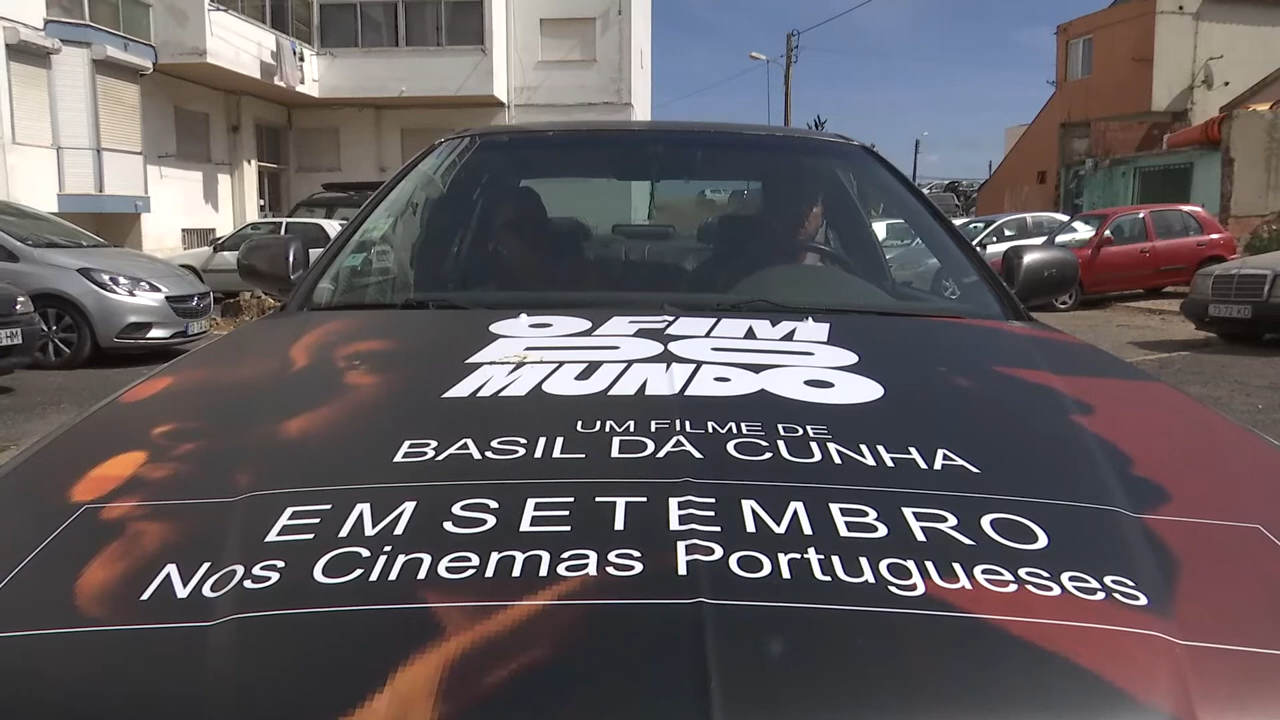 O FIM
DO
MUNDO
UM FILME DE
BASIL DA CUNHA
EM SETEMBRO
Nos Cinemas Portugueses